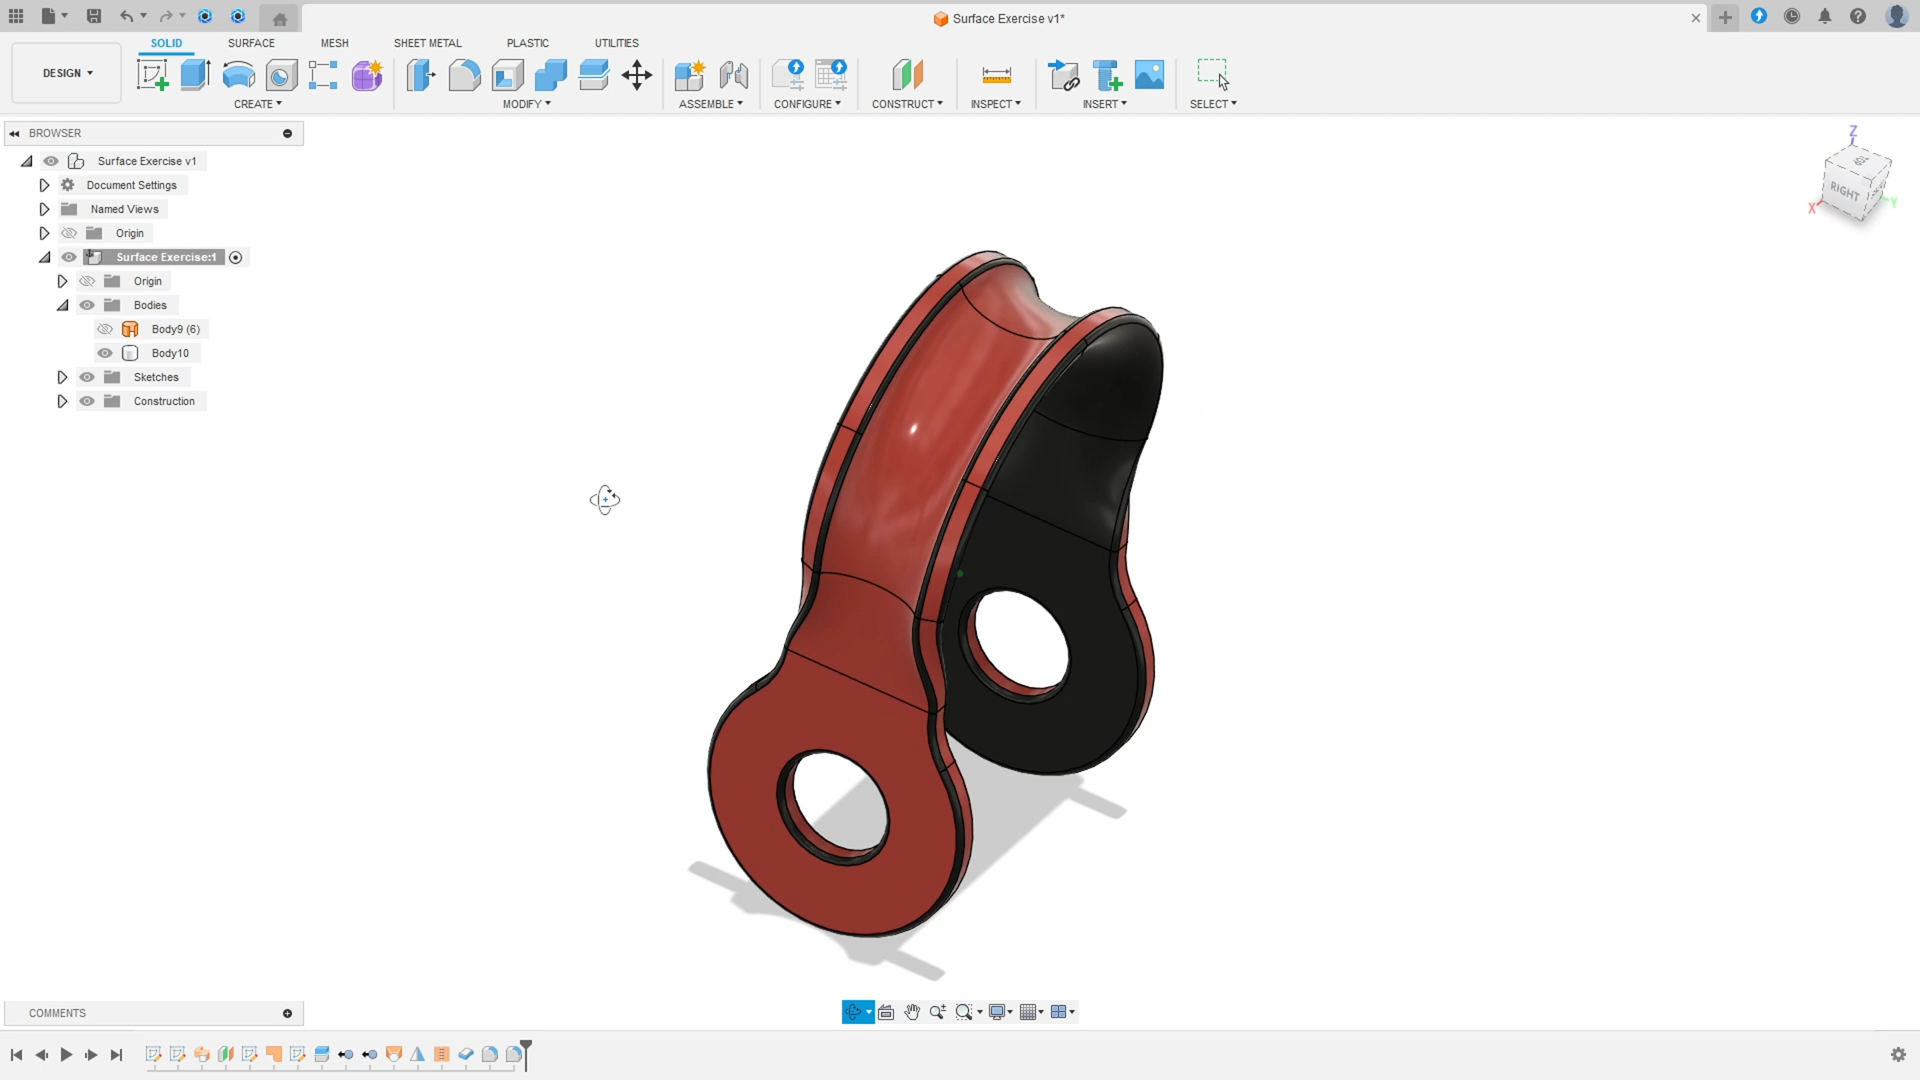 Surface Exercise v1*
SOLID SURFACE MESH SHEET METAL PLASTIC UTILITIES
DESIGN
CREATE MODIFY ASSEMBLE CONFIGURE CONSTRUCT INSPECT INSERT SELECT
BROWSER
Surface Exercise v1
Document Settings
Named Views
Origin
Surface Exercise:1
Origin
Bodies
Body9 (6)
Body10
Sketches
Construction
Z
TOP
RIGHT
X
Y
COMMENTS